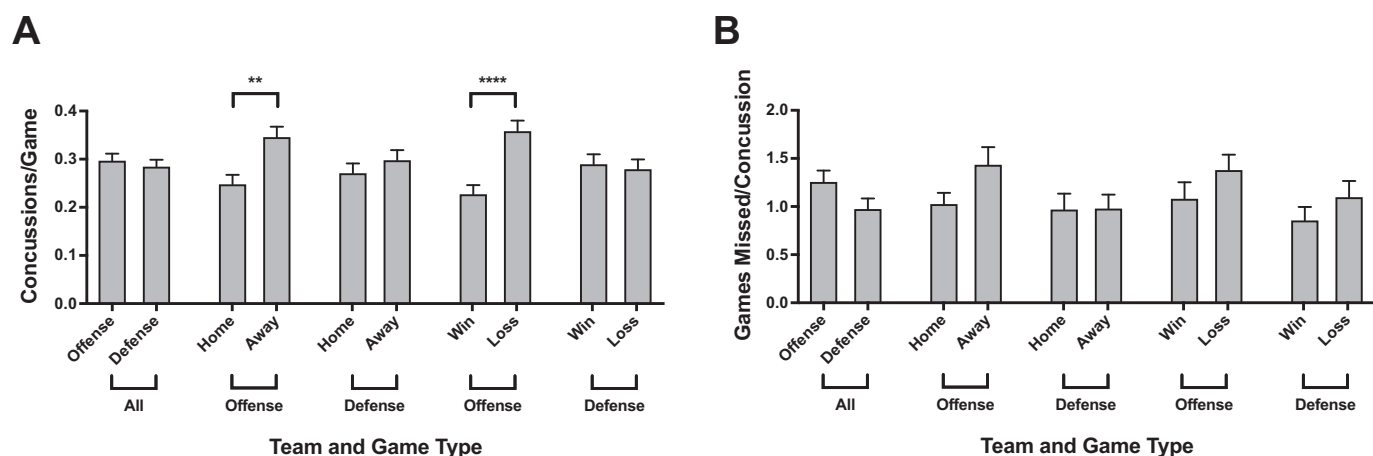 A
B
** ****
Concussions/Game
0.4
0.3
0.2
0.1
0.0
Offense Defense Home Away Home Away Win Loss Win Loss
All Offense Defense Offense Defense
Team and Game Type
Games Missed/Concussion
2.0
1.5
1.0
0.5
0.0
Offense Defense Home Away Home Away Win Loss Win Loss
All Offense Defense Offense Defense
Team and Game Type